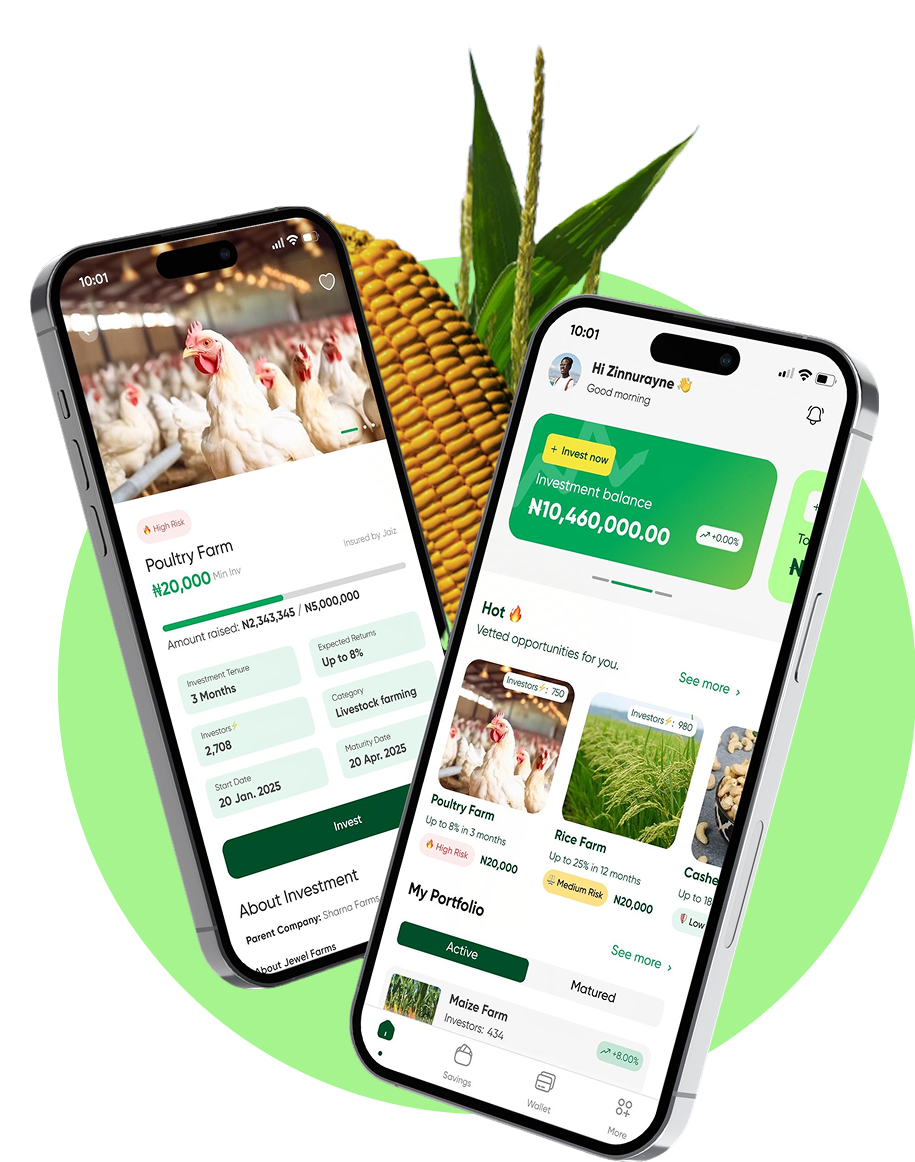 10:01
🔥 High Risk
Poultry Farm
Insured by Jaiz
₦20,000 Min Inv
Amount raised: ₦2,343,345 / ₦5,000,000
Investment Tenure
3 Months
Expected Returns
Up to 8%
Investors⚡
2,708
Category
Livestock farming
Start Date
20 Jan. 2025
Maturity Date
20 Apr. 2025
Invest
About Investment
Parent Company: Sharna Farms
About Jewel Farms
10:01
Hi Zinnurayne 👋
Good morning
+ Invest now
Investment balance
₦10,460,000.00
+0.00%
+
To
₦
Hot 🔥
Vetted opportunities for you.
See more >
Investors⚡: 750
Poultry Farm
Up to 8% in 3 months
🔥 High Risk ₦20,000
Investors⚡: 980
Rice Farm
Up to 25% in 12 months
Medium Risk ₦20,000
Cashe
Up to 18
Low
My Portfolio
See more >
Active
Matured
Maize Farm
Investors: 434
+8.00%
Savings
Wallet
More